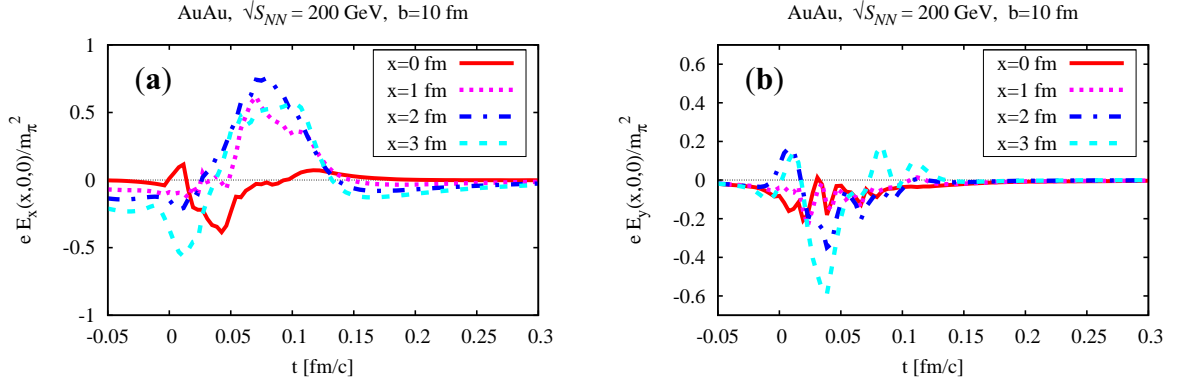 AuAu, √S_NN = 200 GeV, b=10 fm
(a)
x=0 fm
x=1 fm
x=2 fm
x=3 fm
e E_x(x,0,0)/m_π^2
1
0.5
0
-0.5
-1
-0.05 0 0.05 0.1 0.15 0.2 0.25 0.3
t [fm/c]
AuAu, √S_NN = 200 GeV, b=10 fm
(b)
x=0 fm
x=1 fm
x=2 fm
x=3 fm
e E_y(x,0,0)/m_π^2
0.6
0.4
0.2
0
-0.2
-0.4
-0.6
-0.05 0 0.05 0.1 0.15 0.2 0.25 0.3
t [fm/c]